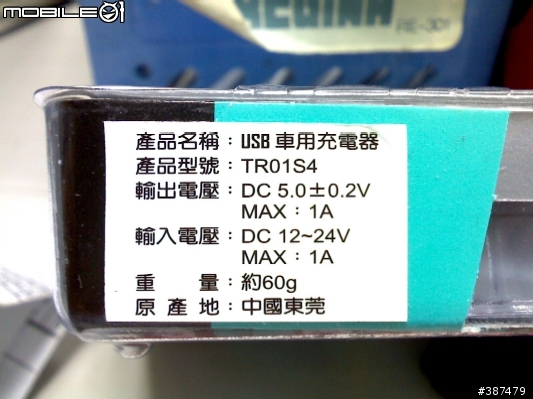 MOBILE01
REGINA
RE-301
產品名稱：USB 車用充電器
產品型號：TR01S4
輸出電壓：DC 5.0±0.2V
MAX：1A
輸入電壓：DC 12~24V
MAX：1A
重　　量：約60g
原 產 地：中國東莞
#387479